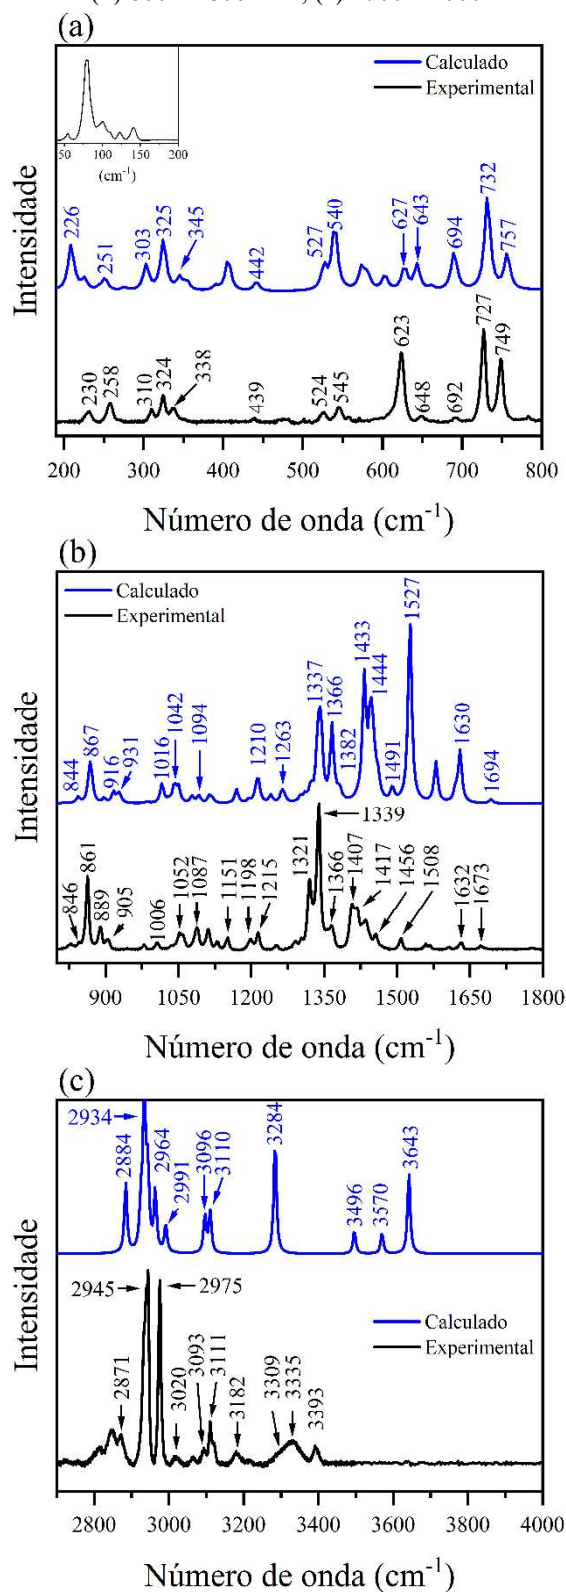 (a)
Calculado
Experimental
50 100 150 200
(cm-1)
226 251 303 325 345 442 527 540 627 643 694 732 757
230 258 310 324 338 439 524 545 623 648 692 727 749
Intensidade
200 300 400 500 600 700 800
Número de onda (cm-1)
(b)
Calculado
Experimental
844 867 916 931 1016 1042 1094 1210 1263 1337 1366 1382 1433 1444 1491 1527 1630 1694
846 861 889 905 1006 1052 1087 1151 1198 1215 1321 1339 1366 1407 1417 1456 1508 1632 1673
Intensidade
900 1050 1200 1350 1500 1650 1800
Número de onda (cm-1)
(c)
2884 2934 2964 2991 3096 3110 3284 3496 3570 3643
Calculado
Experimental
2871 2945 2975 3020 3093 3111 3182 3309 3335 3393
Intensidade
2800 3000 3200 3400 3600 3800 4000
Número de onda (cm-1)